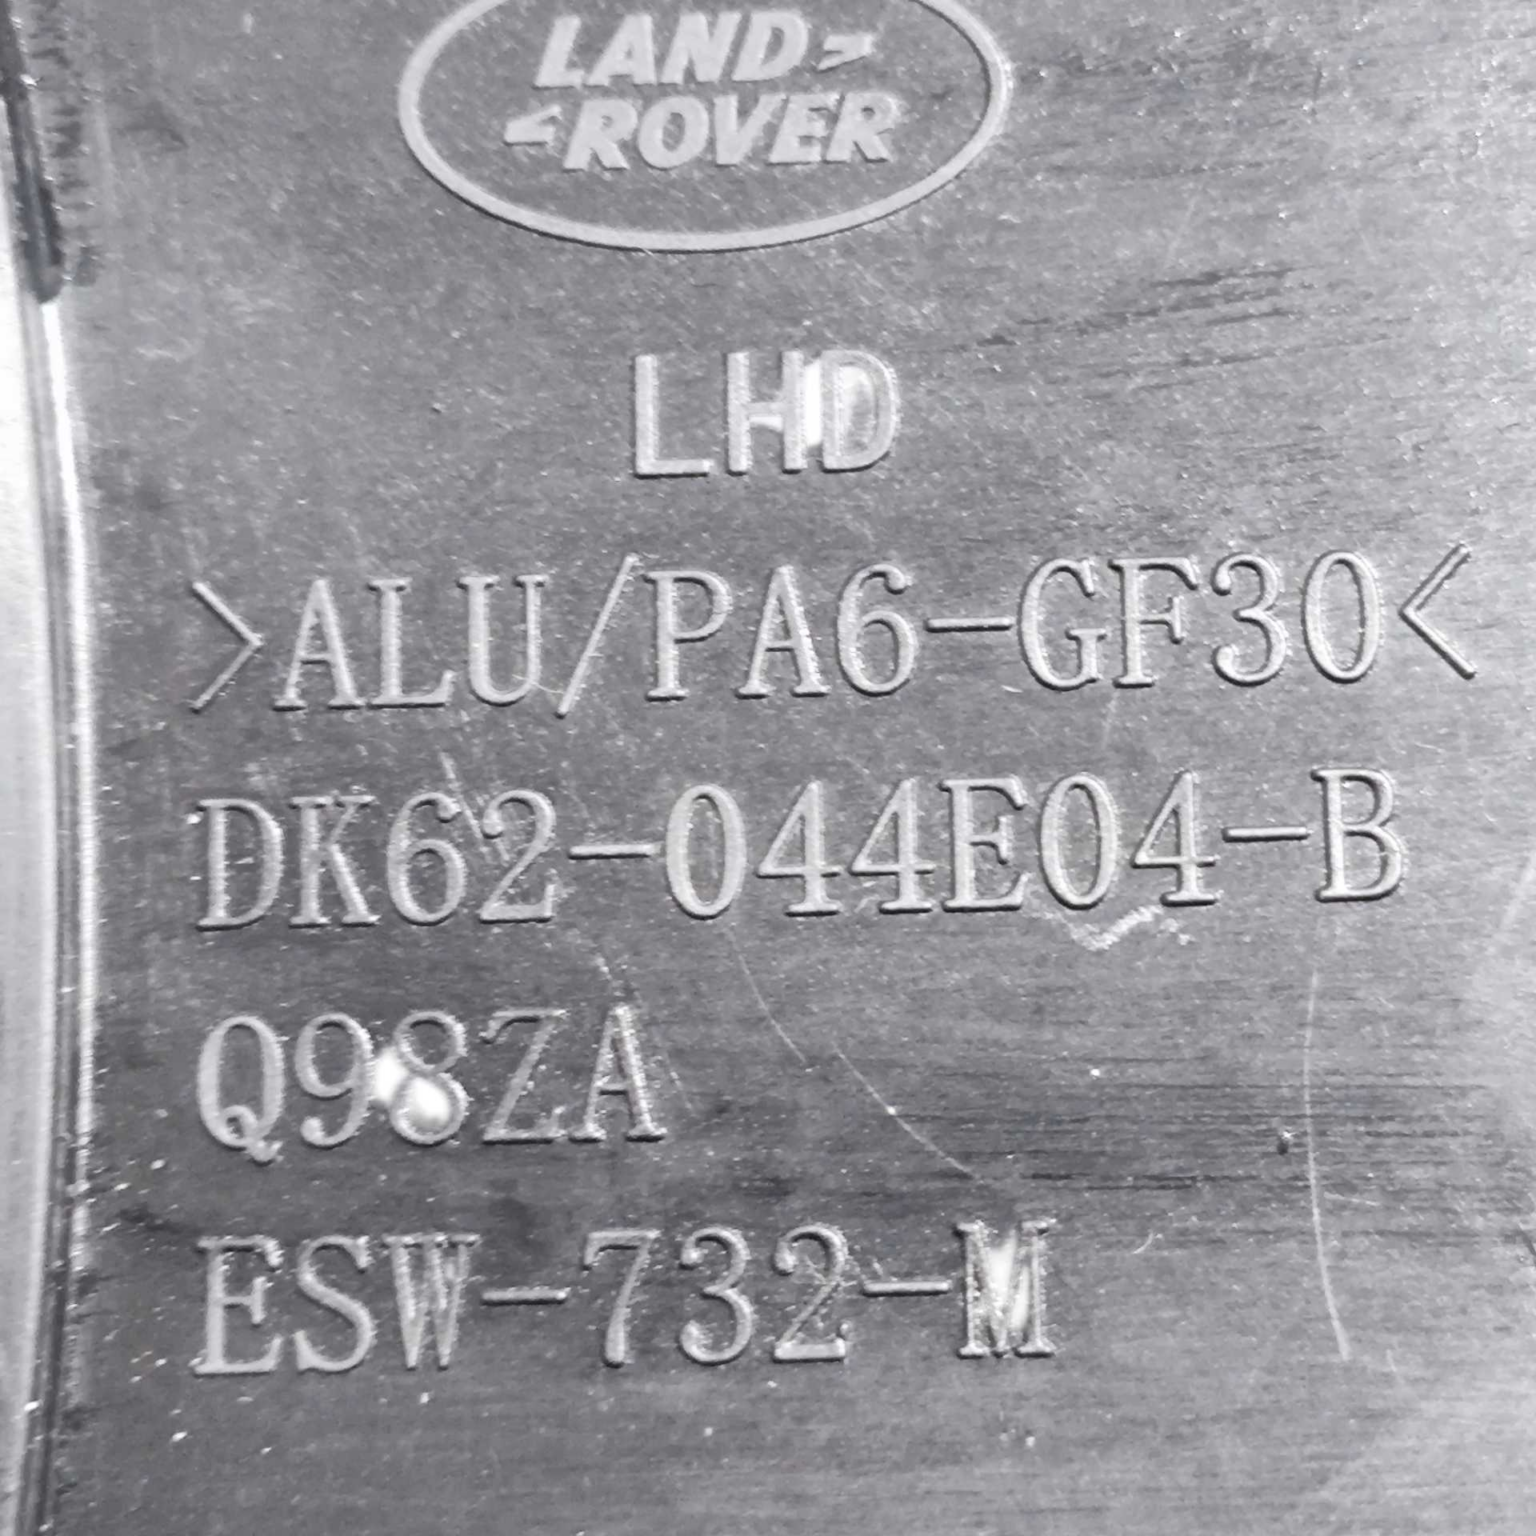 LAND
ROVER
LHD
>ALU/PA6-GF30<
DK62-044E04-B
Q98ZA
ESW-732-M